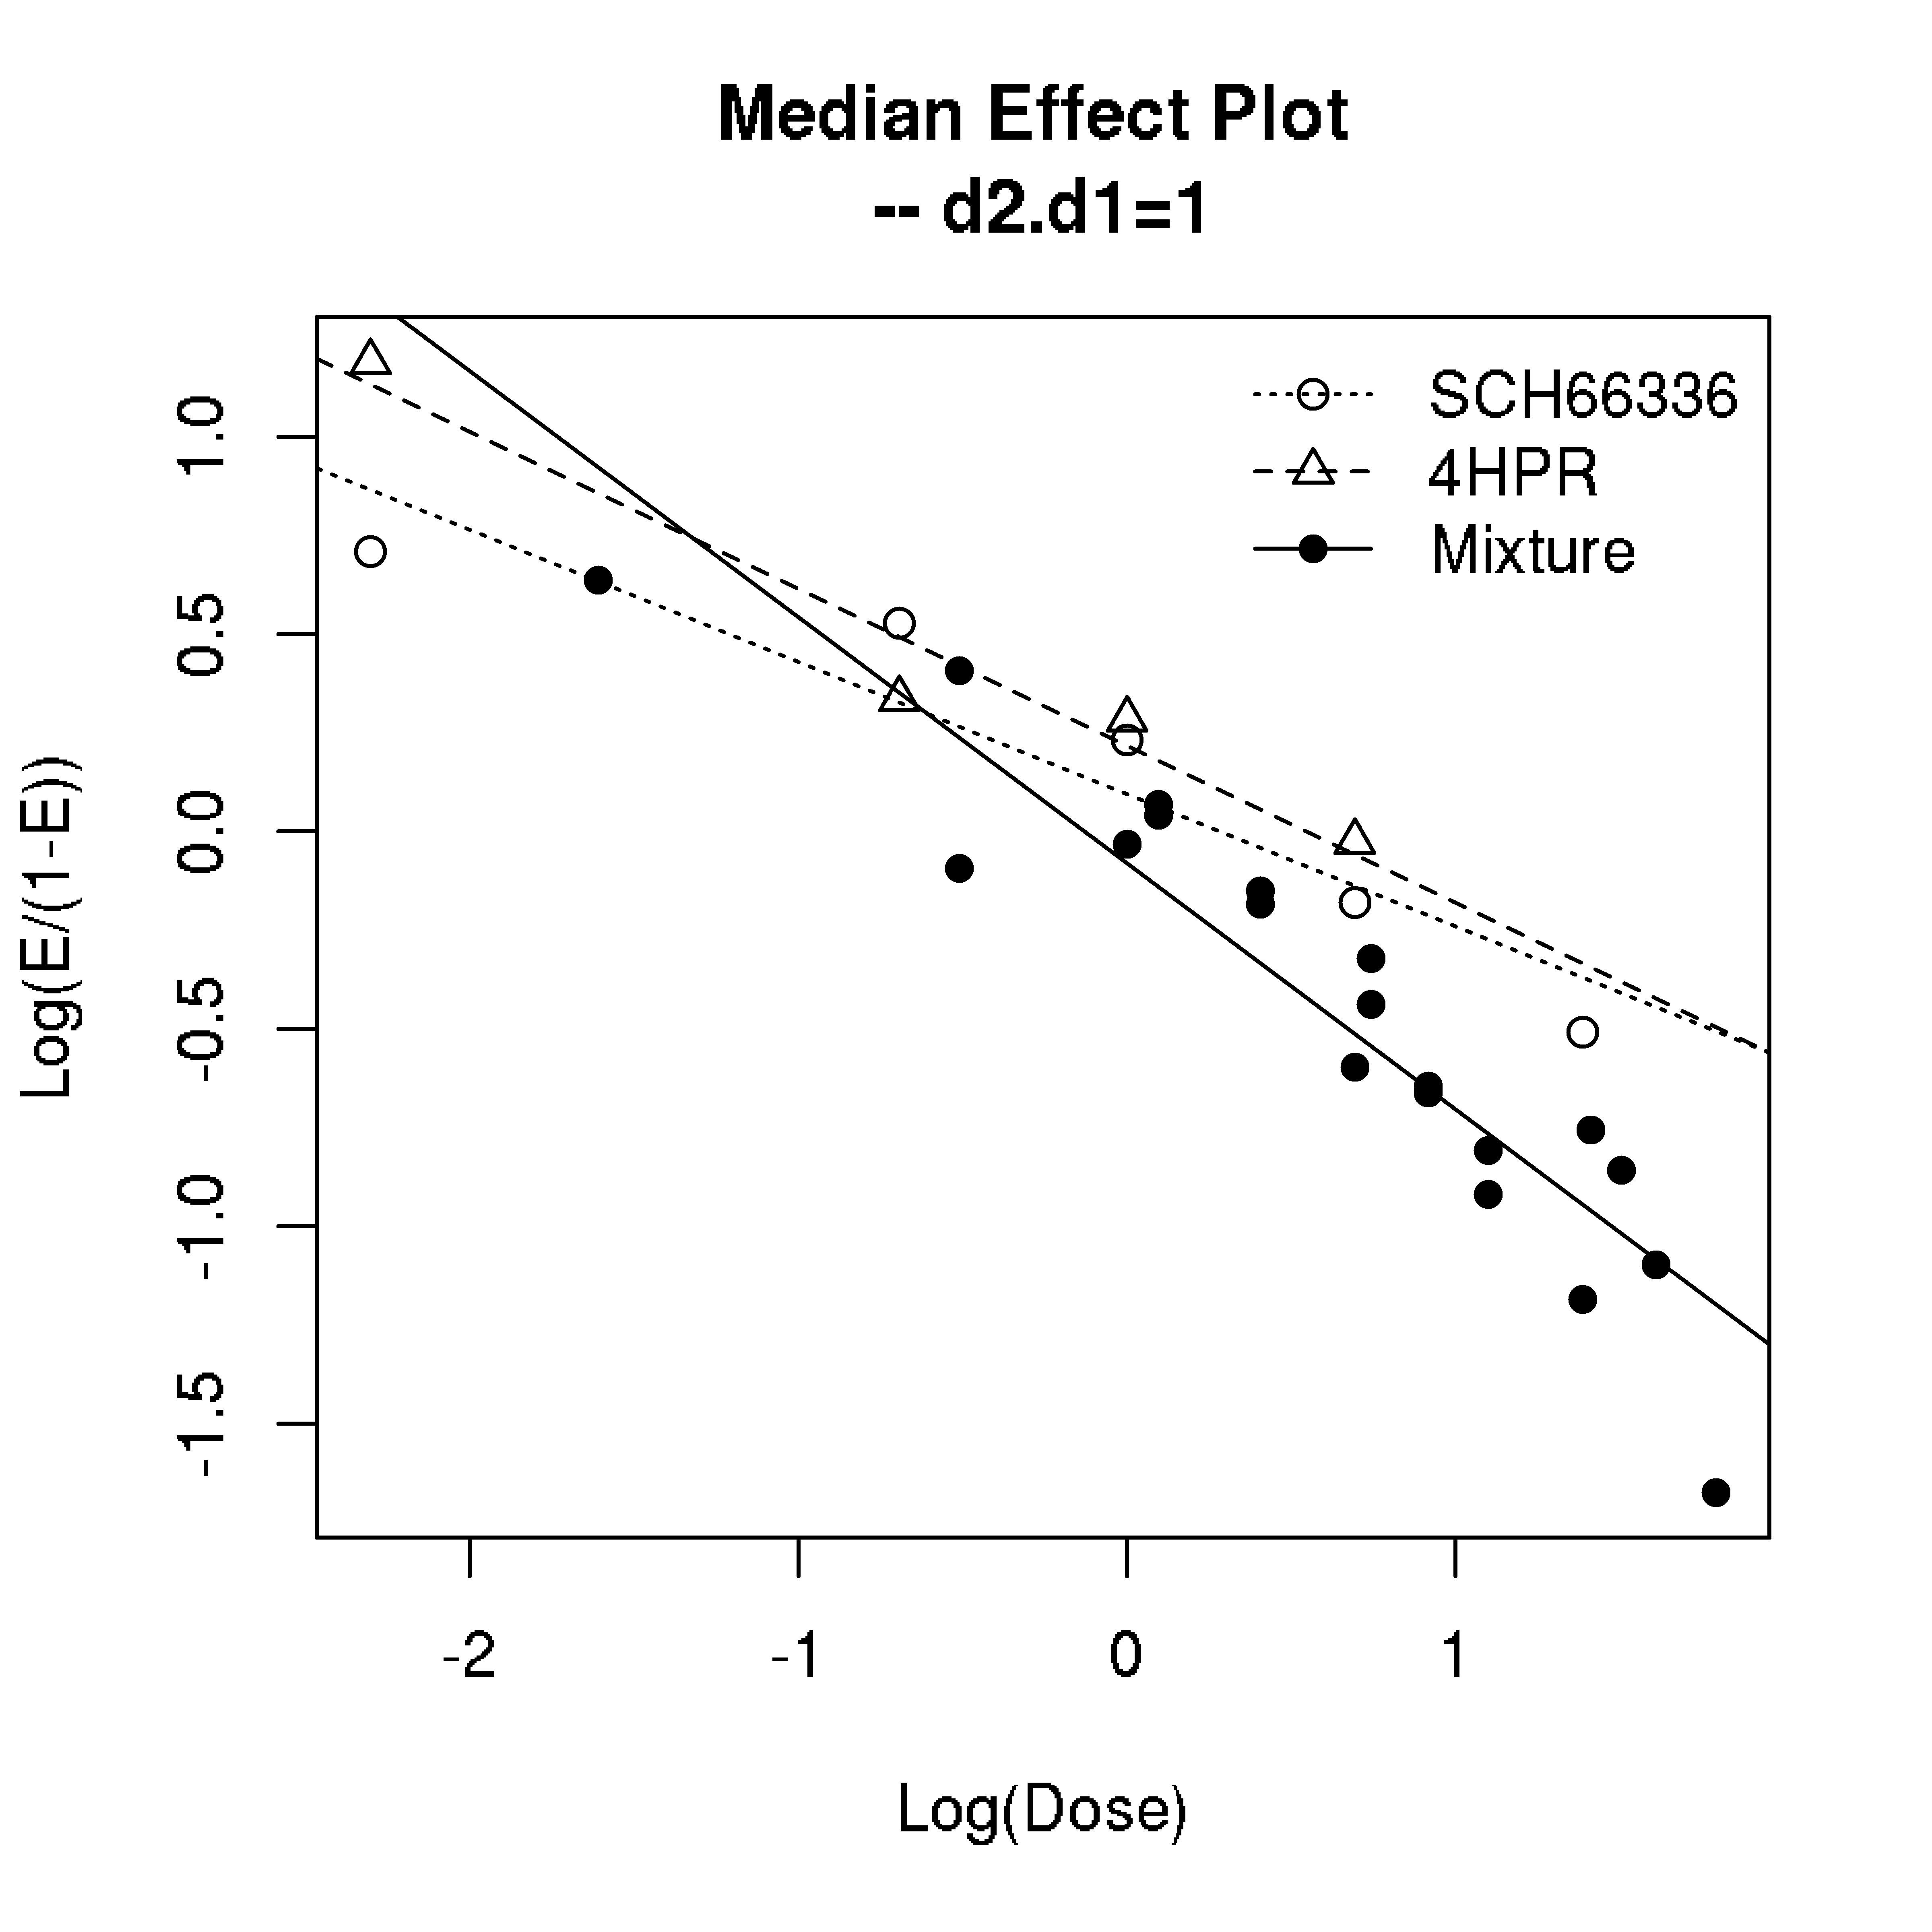 Median Effect Plot
-- d2.d1=1
SCH66336
4HPR
Mixture
Log(E/(1-E))
1.0
0.5
0.0
-0.5
-1.0
-1.5
-2
-1
0
1
Log(Dose)